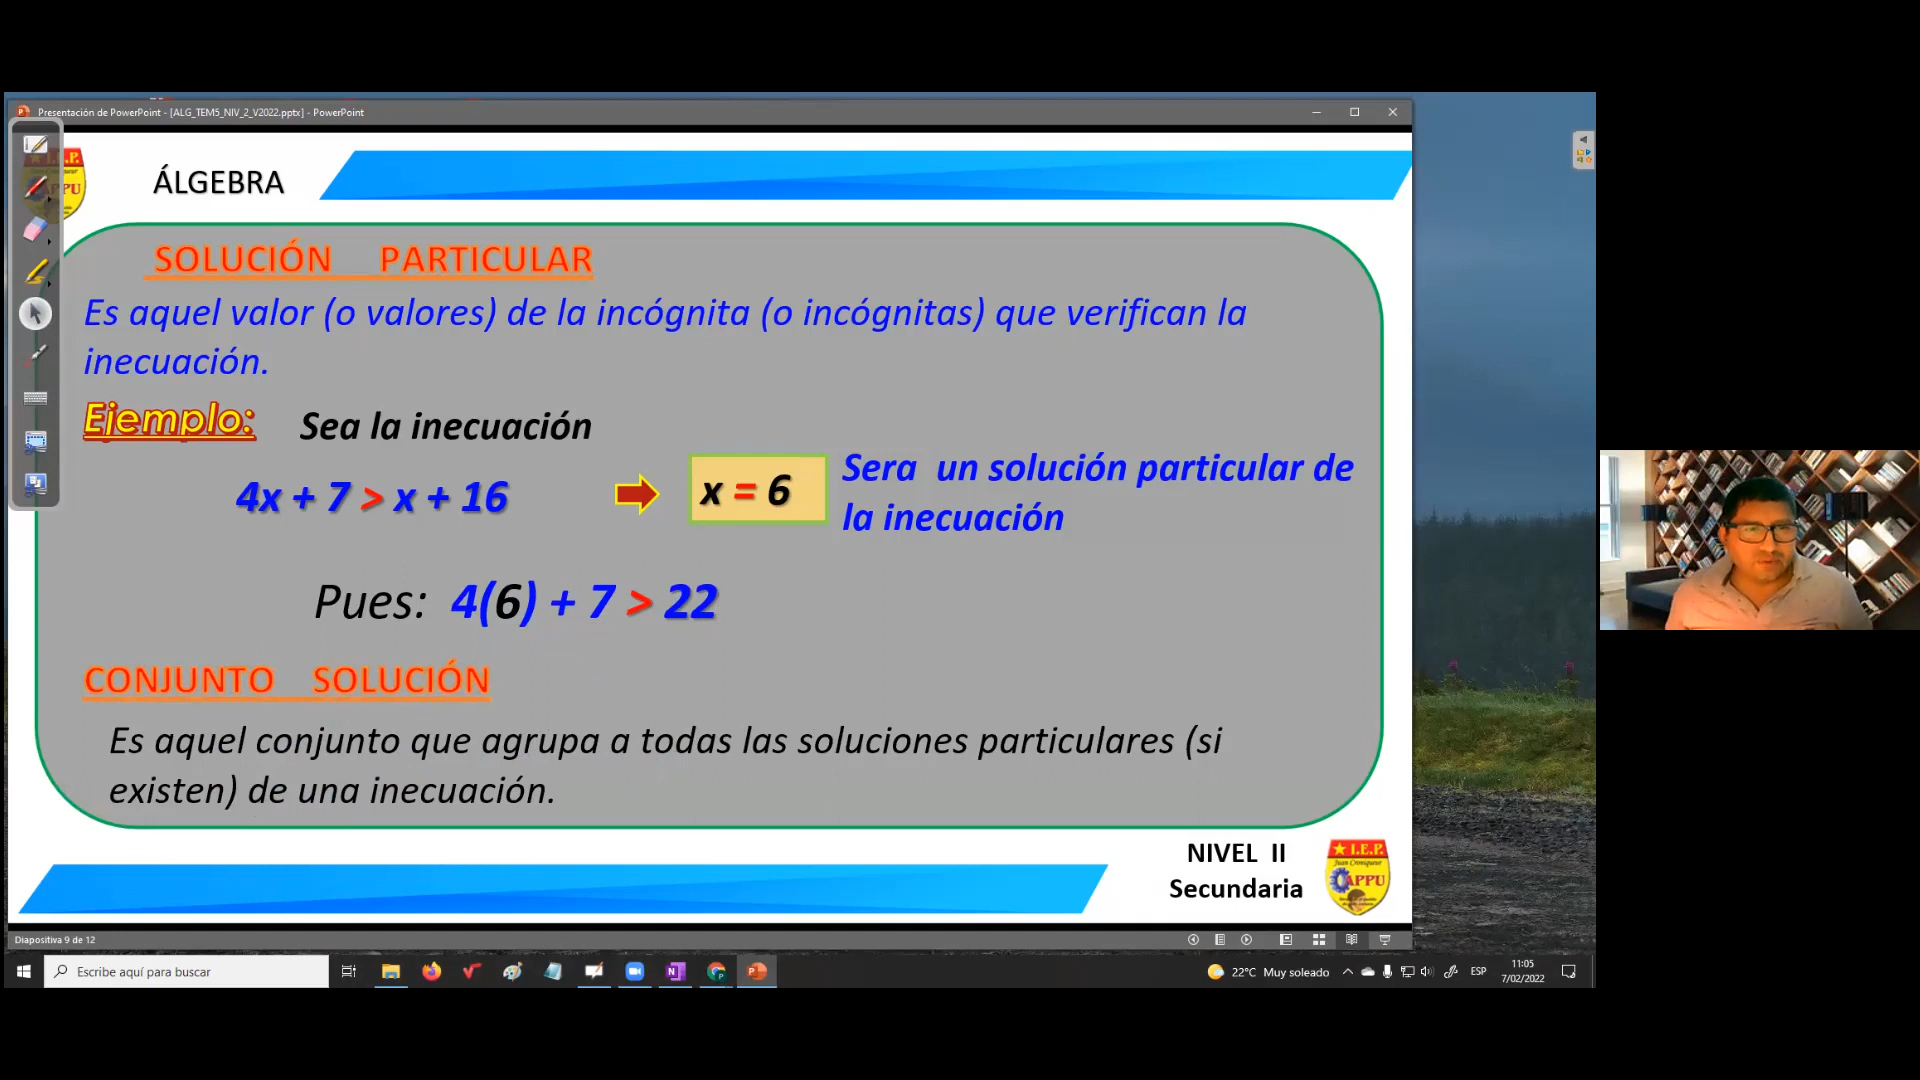 Presentación de PowerPoint - [ALG_TEM5_NIV_2_V2022.pptx] - PowerPoint
I.E.P.
APPU
ÁLGEBRA
SOLUCIÓN PARTICULAR
Es aquel valor (o valores) de la incógnita (o incógnitas) que verifican la
inecuación.
Ejemplo: Sea la inecuación
4x + 7 > x + 16
x = 6
Sera un solución particular de
la inecuación
Pues: 4(6) + 7 > 22
CONJUNTO SOLUCIÓN
Es aquel conjunto que agrupa a todas las soluciones particulares (si
existen) de una inecuación.
NIVEL II
Secundaria
I.E.P.
Juan Croniqueur
APPU
Diapositiva 9 de 12
Escribe aquí para buscar
22°C Muy soleado
ESP
11:05
7/02/2022